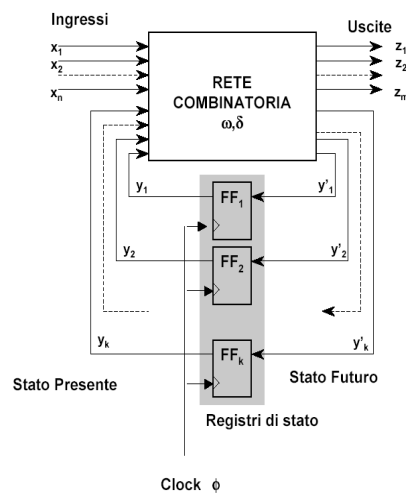 Ingressi
Uscite
x1
z1
x2
z2
xn
zm
RETE
COMBINATORIA
ω,δ
y1
FF1
y'1
y2
FF2
y'2
yk
FFk
y'k
Stato Presente
Stato Futuro
Registri di stato
Clock ϕ